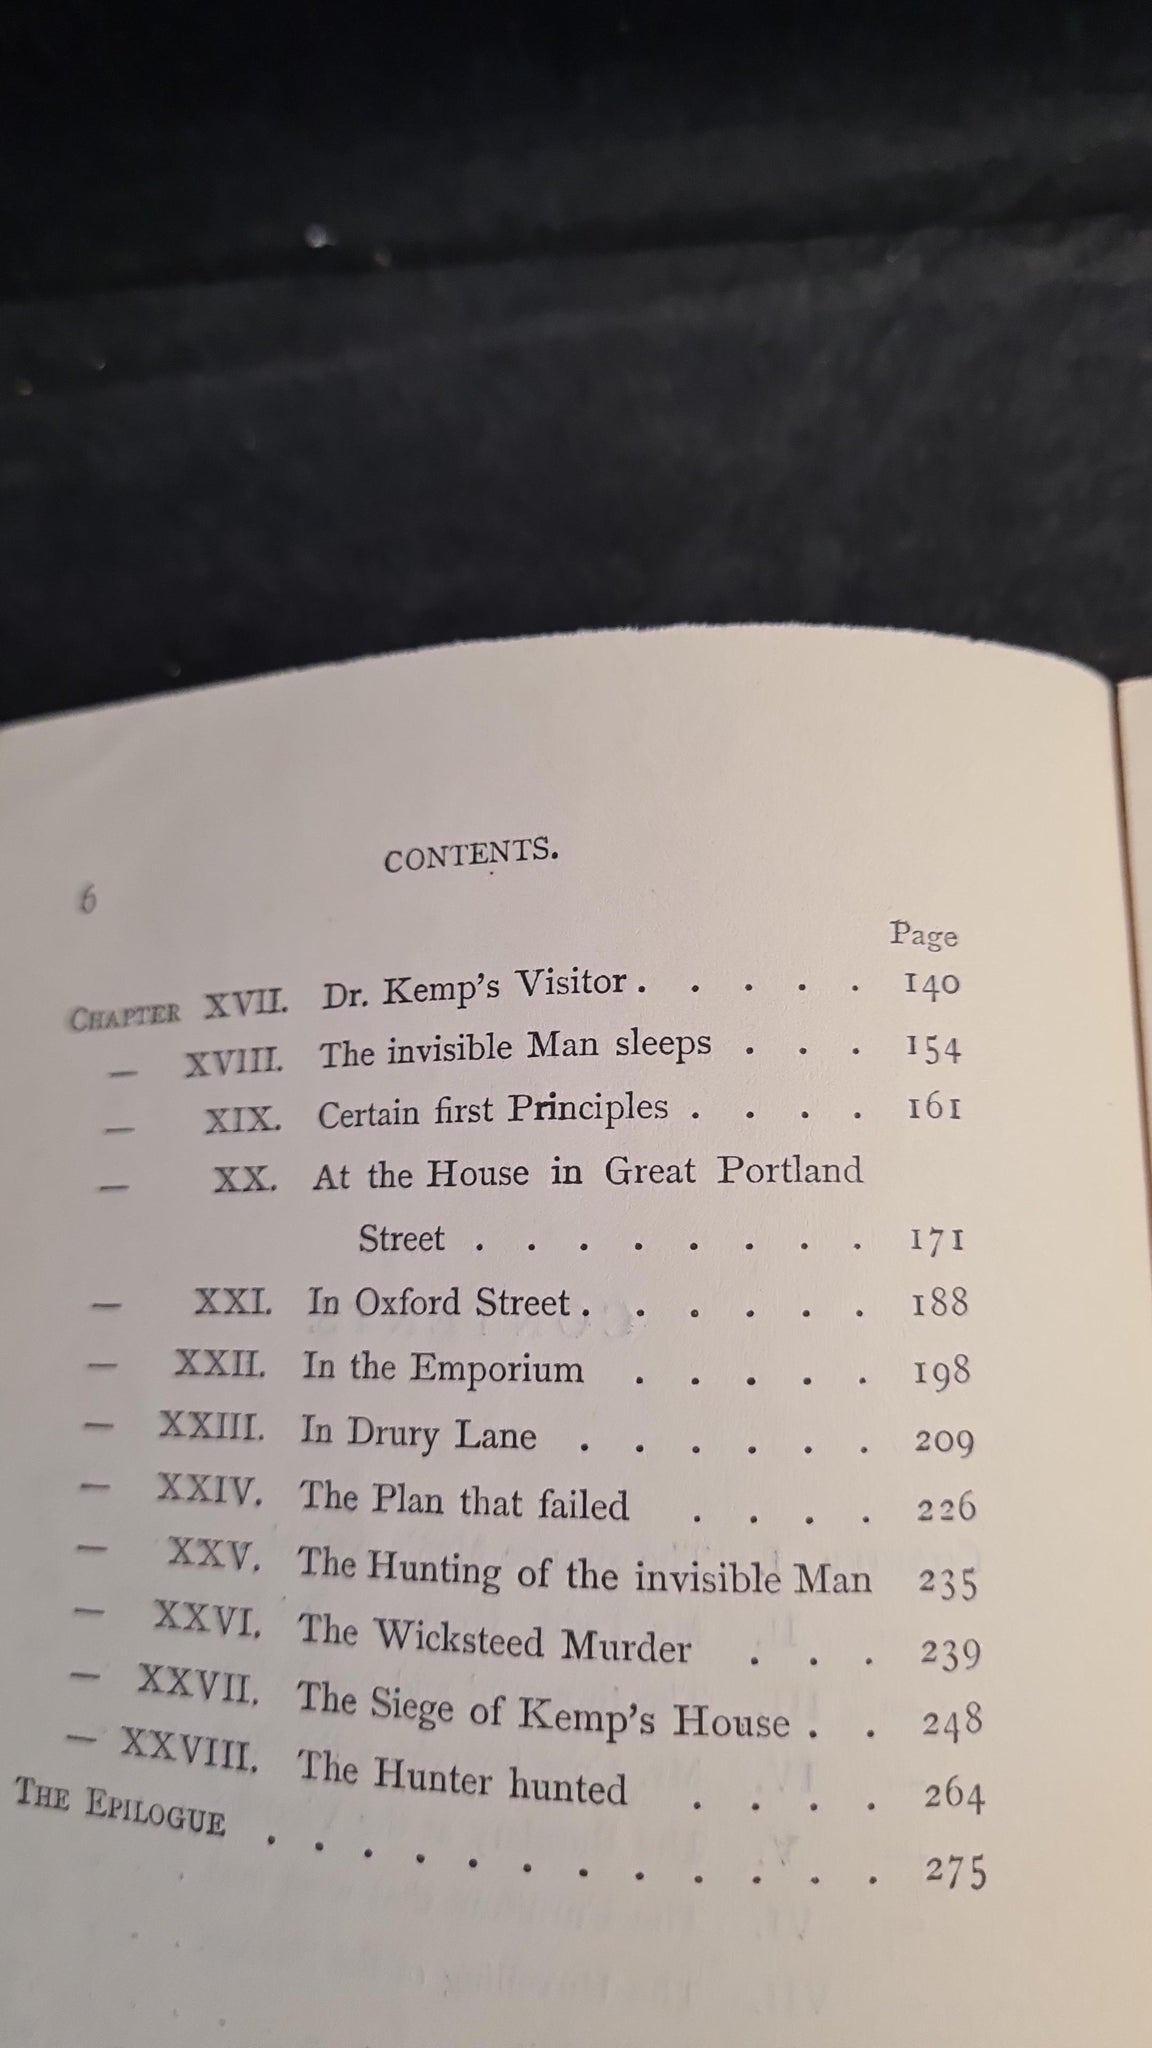 6
CONTENTS.
Page
CHAPTER XVII. Dr. Kemp's Visitor . . . . . 140
— XVIII. The invisible Man sleeps . . . 154
— XIX. Certain first Principles . . . . 161
— XX. At the House in Great Portland
Street . . . . . . . . 171
— XXI. In Oxford Street . . . . . . 188
— XXII. In the Emporium . . . . . 198
— XXIII. In Drury Lane . . . . . . 209
— XXIV. The Plan that failed . . . . 226
— XXV. The Hunting of the invisible Man 235
— XXVI. The Wicksteed Murder . . . 239
— XXVII. The Siege of Kemp's House . . 248
— XXVIII. The Hunter hunted . . . . 264
THE EPILOGUE . . . . . . . . . . . . 275